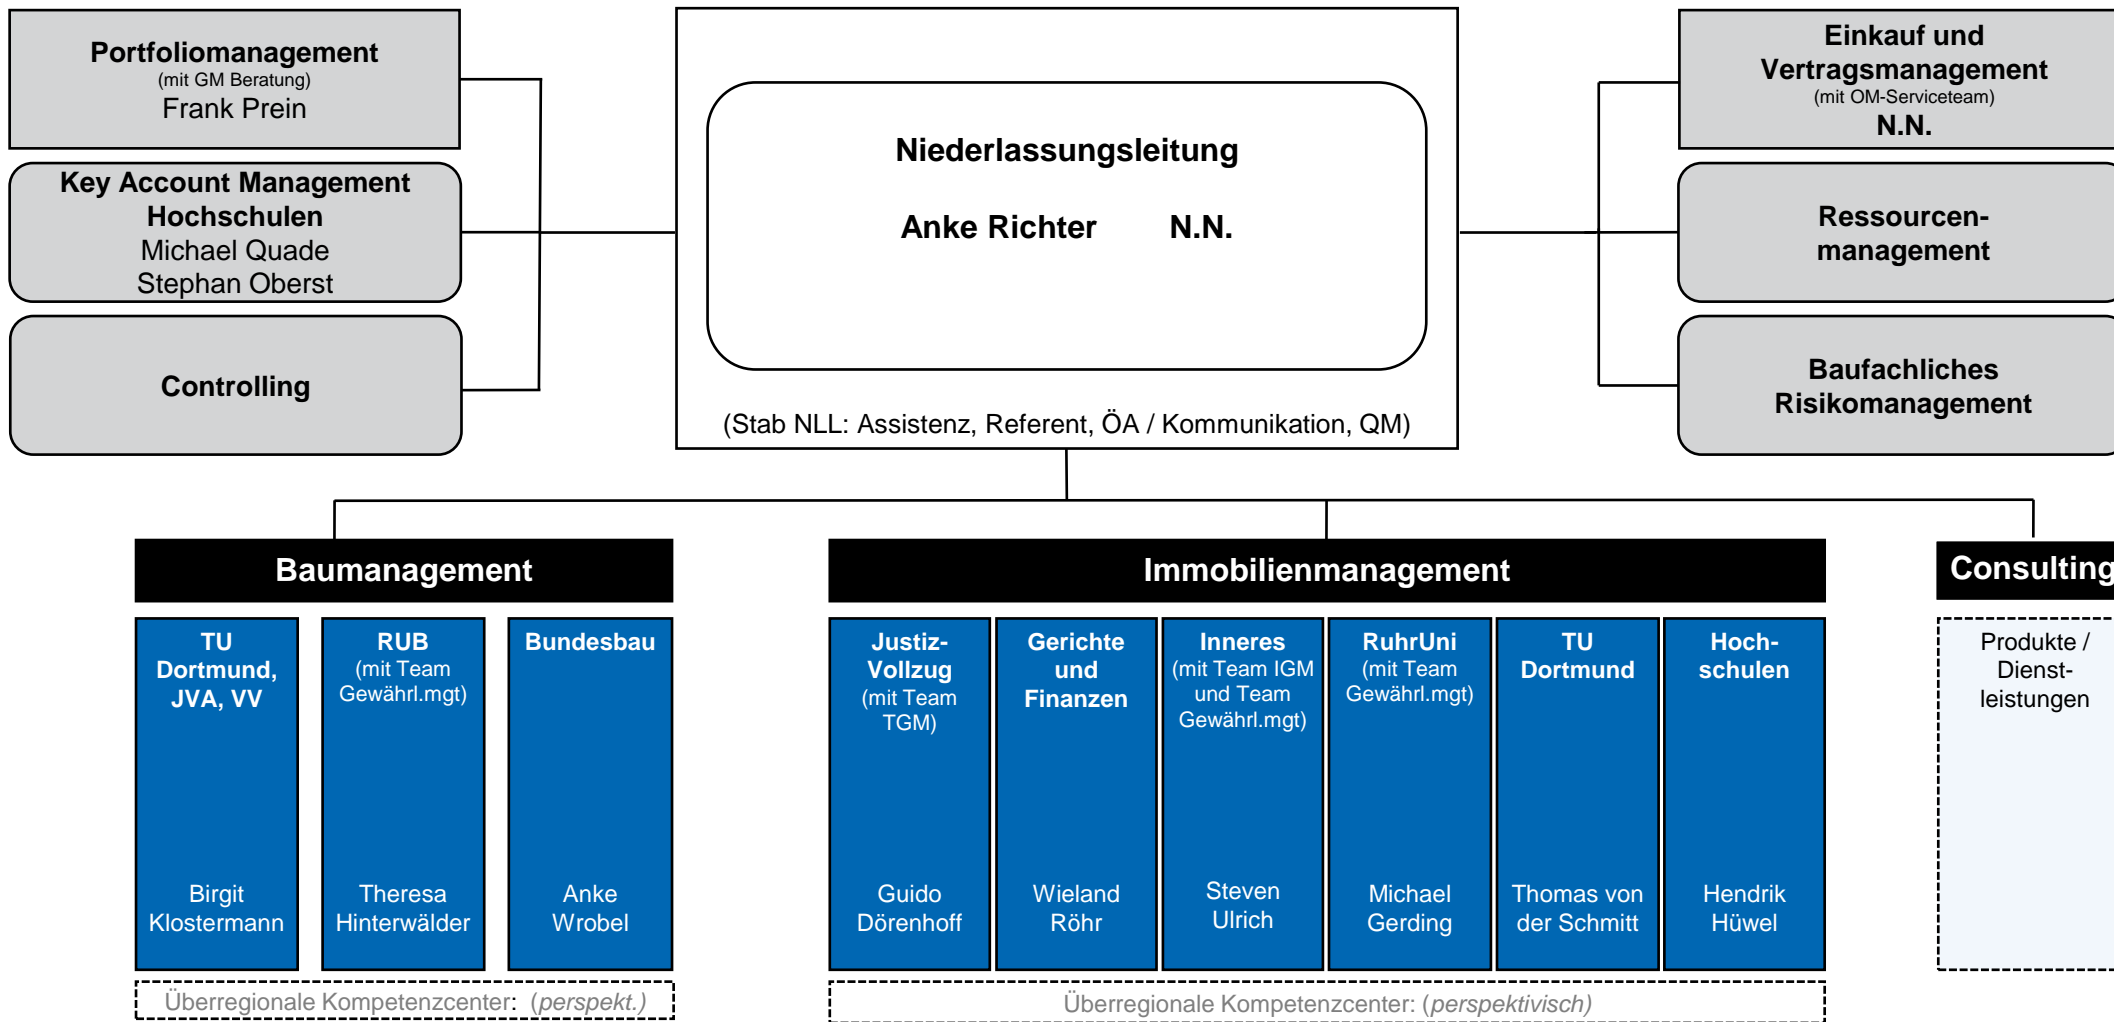 Portfoliomanagement
(mit GM Beratung)
Frank Prein
Key Account Management
Hochschulen
Michael Quade
Stephan Oberst
Controlling
Niederlassungsleitung
Anke Richter N.N.
(Stab NLL: Assistenz, Referent, ÖA / Kommunikation, QM)
Einkauf und
Vertragsmanagement
(mit OM-Serviceteam)
N.N.
Ressourcen-
management
Baufachliches
Risikomanagement
Baumanagement
TU
Dortmund,
JVA, VV
Birgit
Klostermann
RUB
(mit Team
Gewährl.mgt)
Theresa
Hinterwälder
Bundesbau
Anke
Wrobel
Überregionale Kompetenzcenter: (perspekt.)
Immobilienmanagement
Justiz-
Vollzug
(mit Team
TGM)
Guido
Dörenhoff
Gerichte
und
Finanzen
Wieland
Röhr
Inneres
(mit Team IGM
und Team
Gewährl.mgt)
Steven
Ulrich
RuhrUni
(mit Team
Gewährl.mgt)
Michael
Gerding
TU
Dortmund
Thomas von
der Schmitt
Hoch-
schulen
Hendrik
Hüwel
Überregionale Kompetenzcenter: (perspektivisch)
Consulting
Produkte /
Dienst-
leistungen